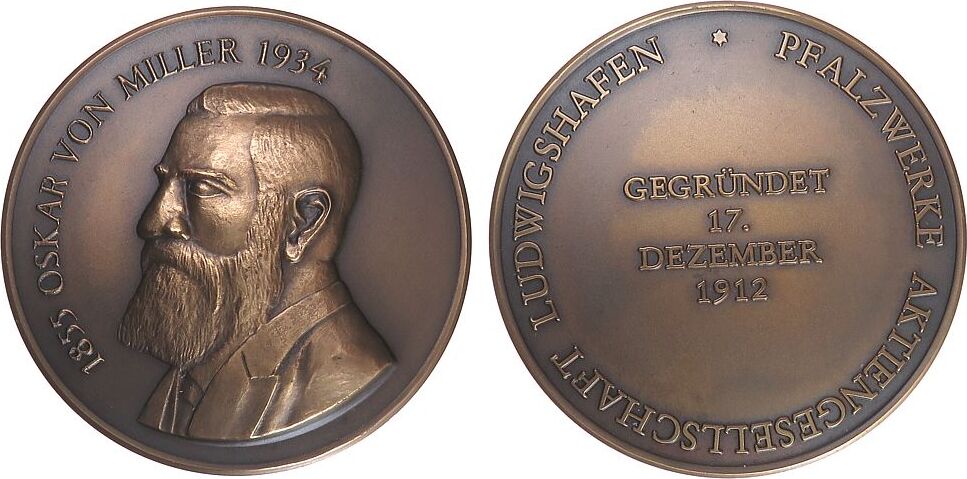 1855 OSKAR VON MILLER 1934
* PFALZWERKE AKTIENGESELLSCHAFT LUDWIGSHAFEN
GEGRÜNDET
17.
DEZEMBER
1912